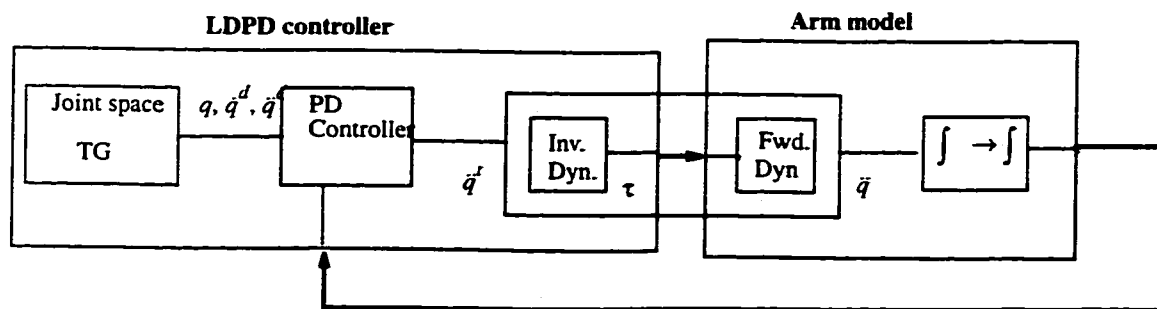 LDPD controller
Arm model
Joint space
TG
q, q̇ᵈ, q̈ᵈ
PD
Controller
q̈ʳ
Inv.
Dyn.
τ
Fwd.
Dyn
q̈
∫ → ∫